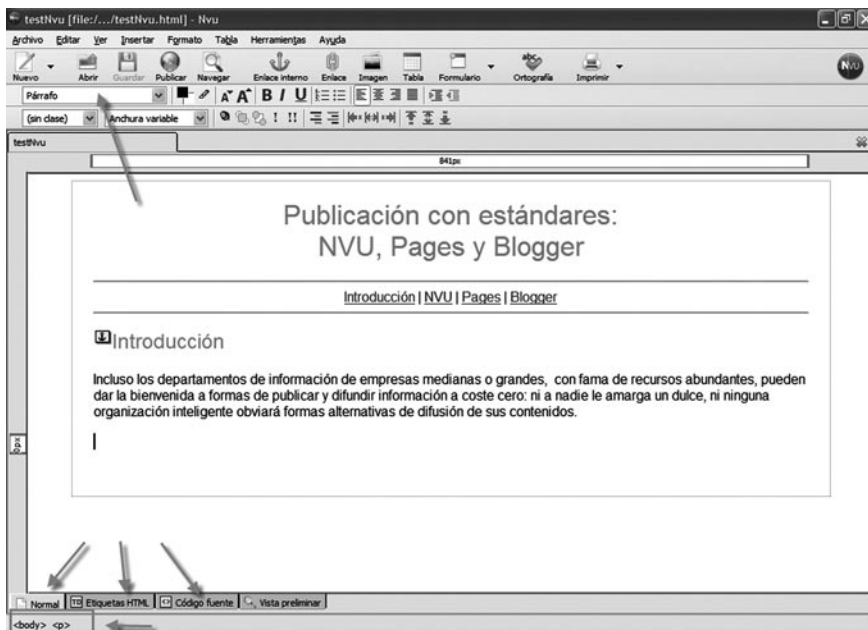 testNvu [file:/.../testNvu.html] - Nvu
Archivo Editar Ver Insertar Formato Tabla Herramientas Ayuda
Nuevo Abrir Guardar Publicar Navegar Enlace interno Enlace Imagen Tabla Formulario Ortografía Imprimir NVU
Párrafo
(sin clase) Anchura variable
testNvu
841px
Publicación con estándares:
NVU, Pages y Blogger
Introducción | NVU | Pages | Blogger
Introducción
Incluso los departamentos de información de empresas medianas o grandes, con fama de recursos abundantes, pueden
dar la bienvenida a formas de publicar y difundir información a coste cero: ni a nadie le amarga un dulce, ni ninguna
organización inteligente obviará formas alternativas de difusión de sus contenidos.
0px
Normal Etiquetas HTML Código fuente Vista preliminar
<body> <p>